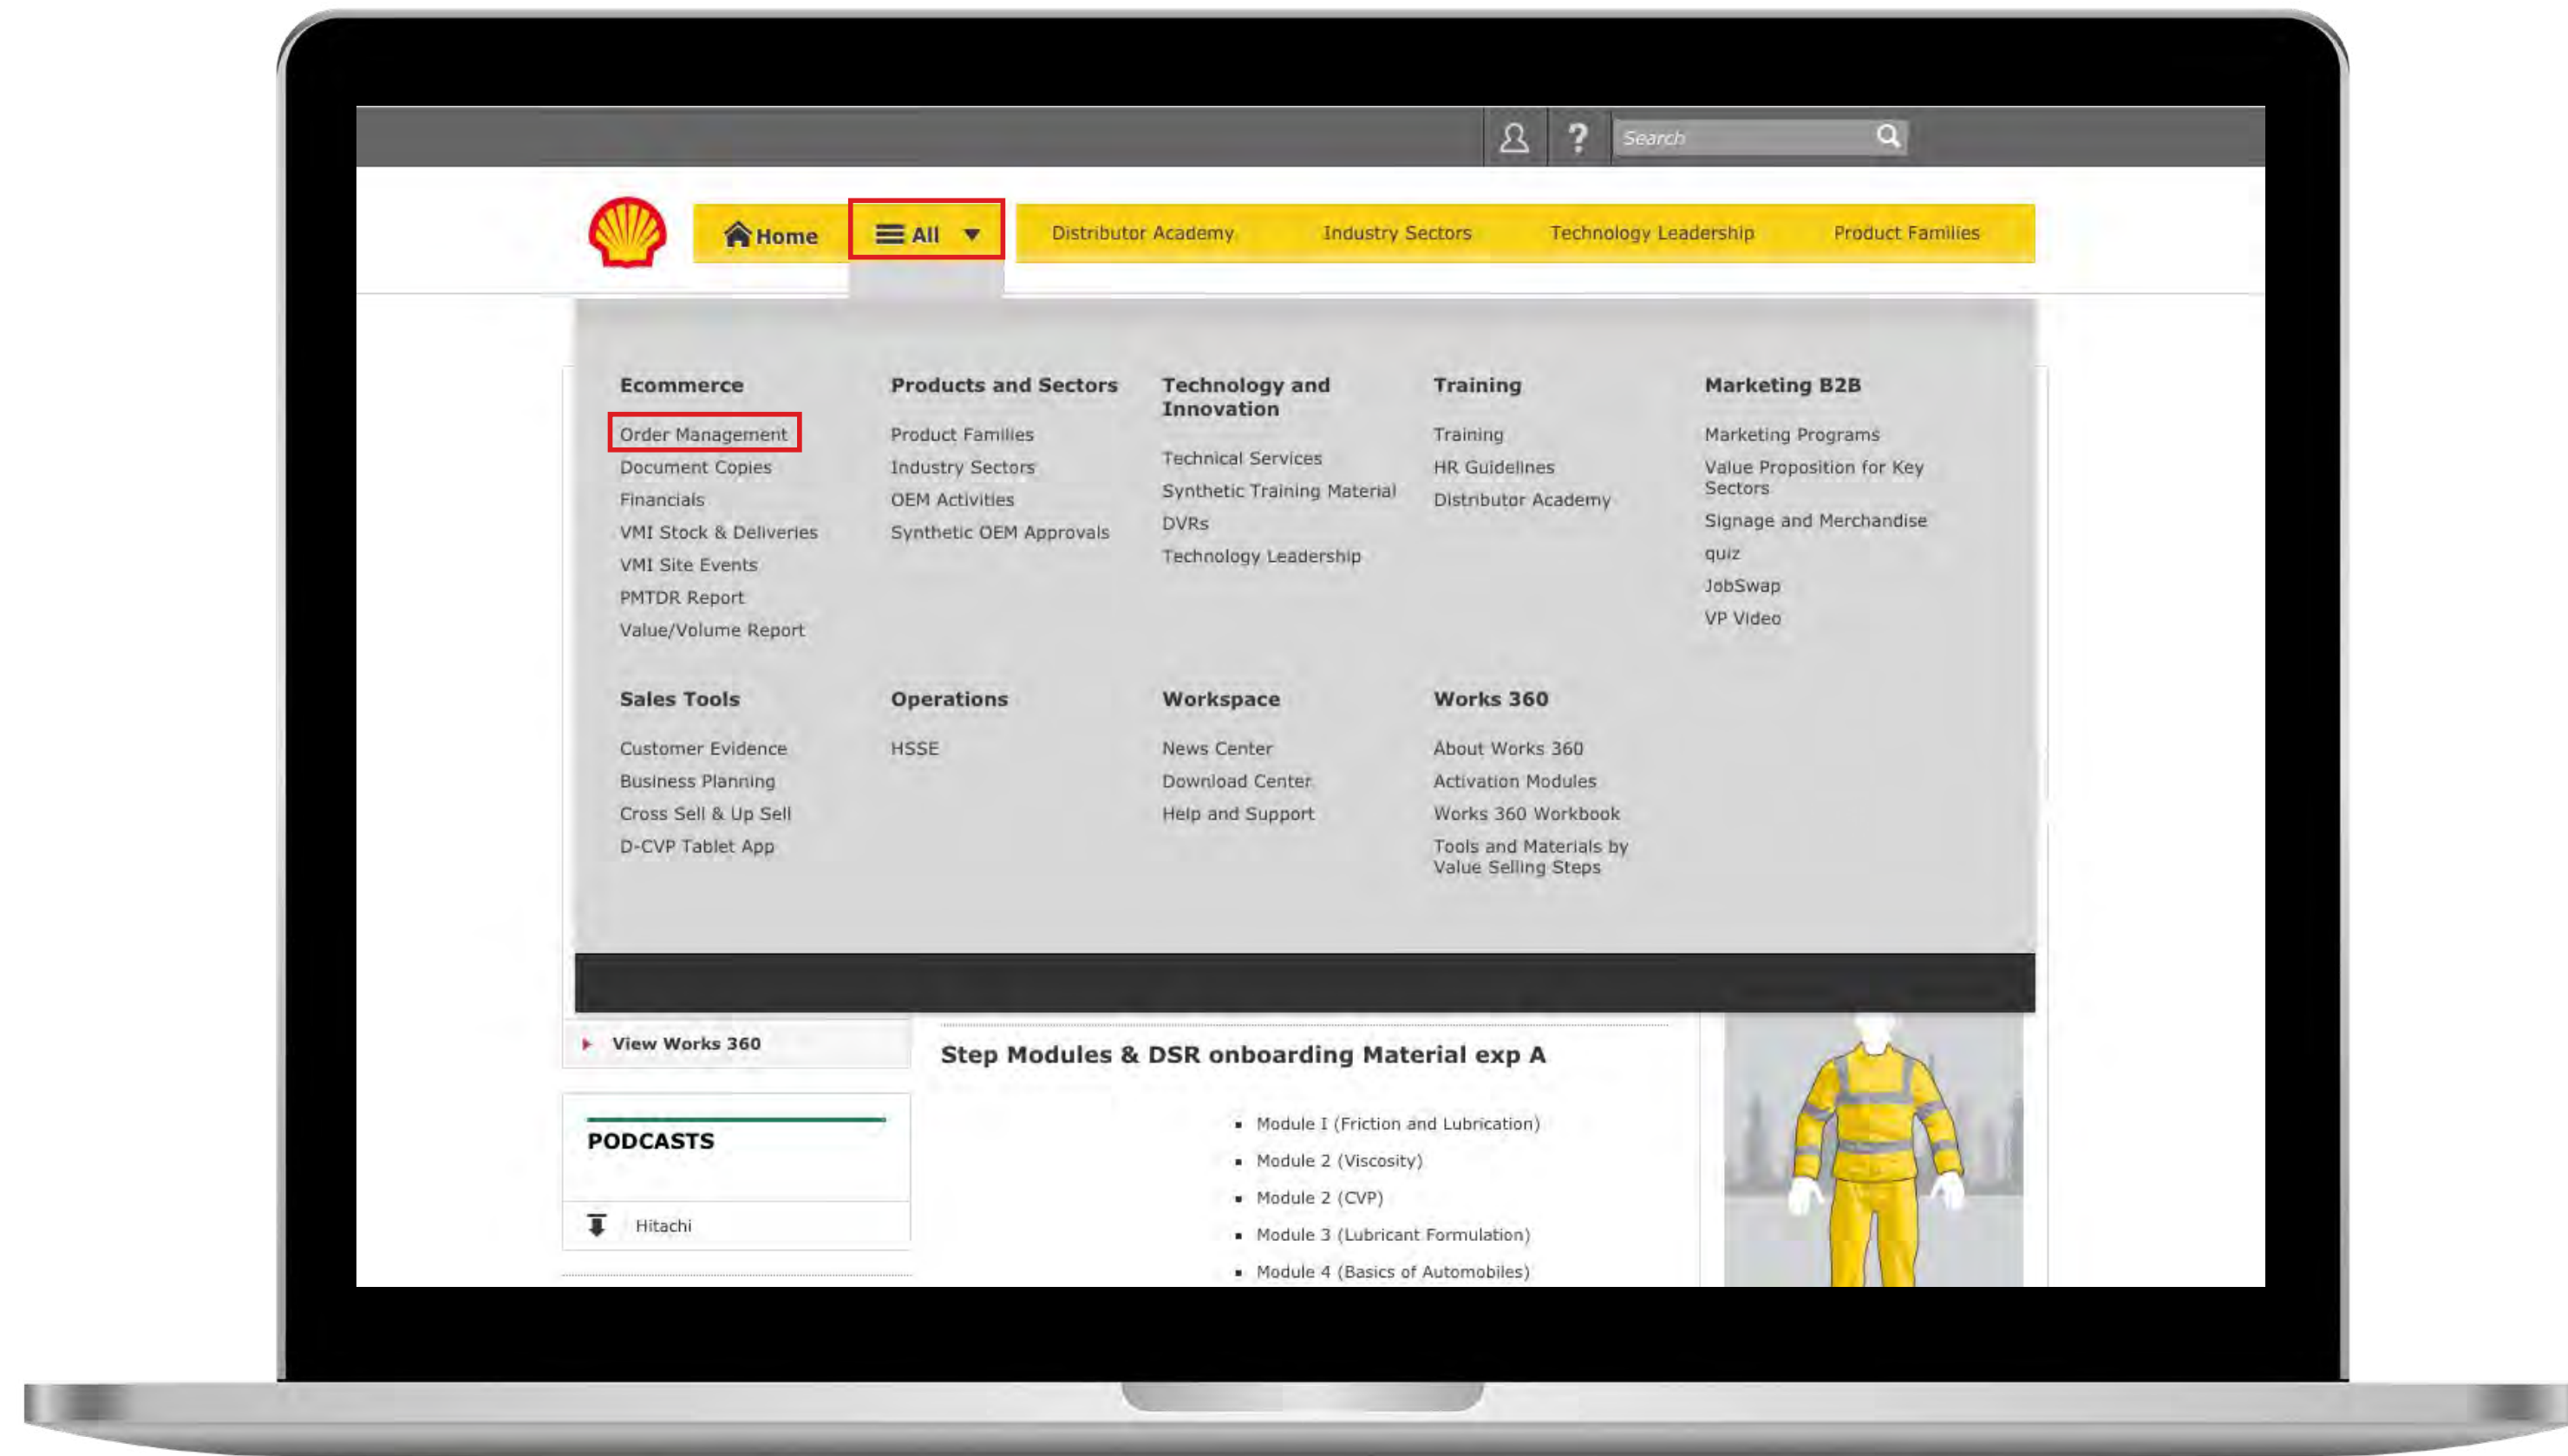 Search
Home
All
Distributor Academy
Industry Sectors
Technology Leadership
Product Families
Ecommerce
Order Management
Document Copies
Financials
VMI Stock & Deliveries
VMI Site Events
PMTDR Report
Value/Volume Report
Products and Sectors
Product Families
Industry Sectors
OEM Activities
Synthetic OEM Approvals
Technology and
Innovation
Technical Services
Synthetic Training Material
DVRs
Technology Leadership
Training
Training
HR Guidelines
Distributor Academy
Marketing B2B
Marketing Programs
Value Proposition for Key
Sectors
Signage and Merchandise
quiz
JobSwap
VP Video
Sales Tools
Customer Evidence
Business Planning
Cross Sell & Up Sell
D-CVP Tablet App
Operations
HSSE
Workspace
News Center
Download Center
Help and Support
Works 360
About Works 360
Activation Modules
Works 360 Workbook
Tools and Materials by
Value Selling Steps
View Works 360
PODCASTS
Hitachi
Step Modules & DSR onboarding Material exp A
Module I (Friction and Lubrication)
Module 2 (Viscosity)
Module 2 (CVP)
Module 3 (Lubricant Formulation)
Module 4 (Basics of Automobiles)